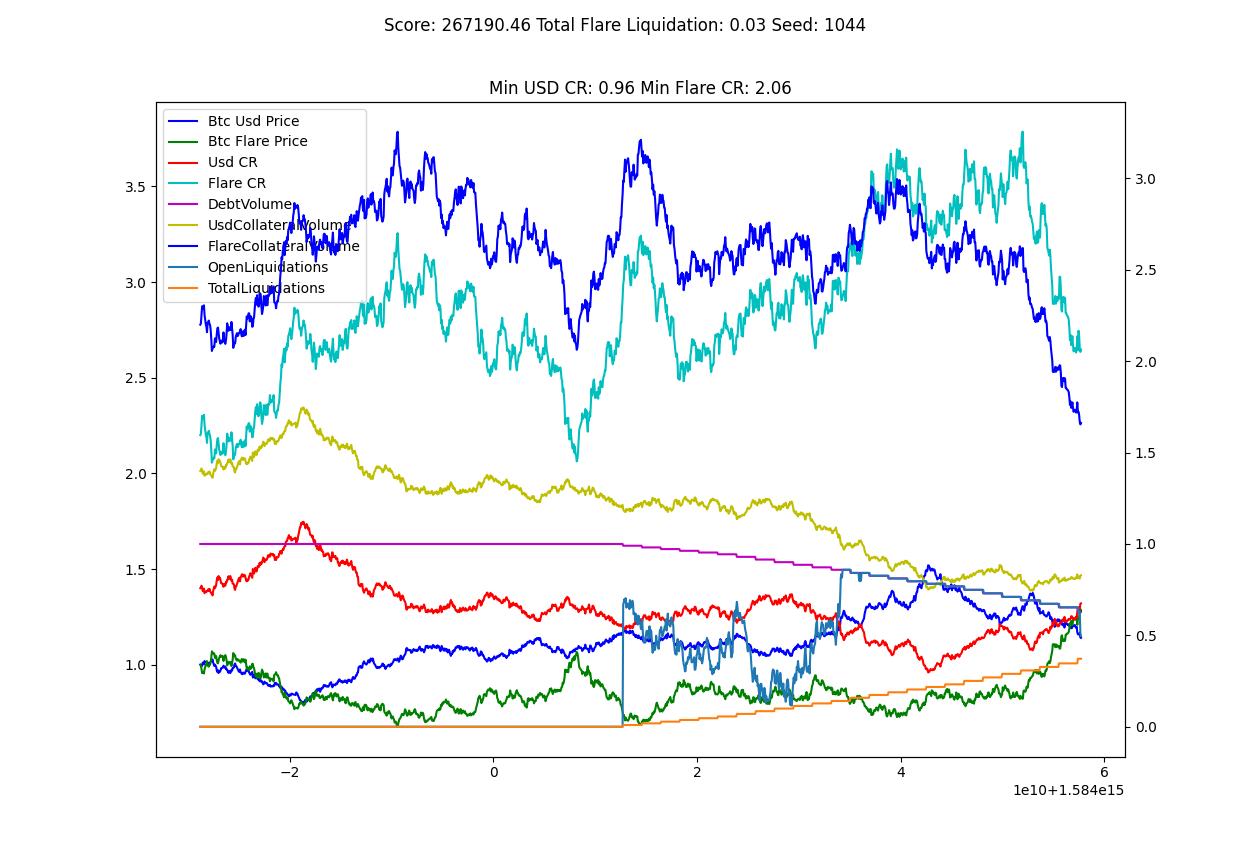 Score: 267190.46 Total Flare Liquidation: 0.03 Seed: 1044
Min USD CR: 0.96 Min Flare CR: 2.06
Btc Usd Price
Btc Flare Price
Usd CR
Flare CR
DebtVolume
UsdCollateralVolume
FlareCollateralVolume
OpenLiquidations
TotalLiquidations
3.5
3.0
2.5
2.0
1.5
1.0
3.0
2.5
2.0
1.5
1.0
0.5
0.0
−2 0 2 4 6
1e10+1.584e15